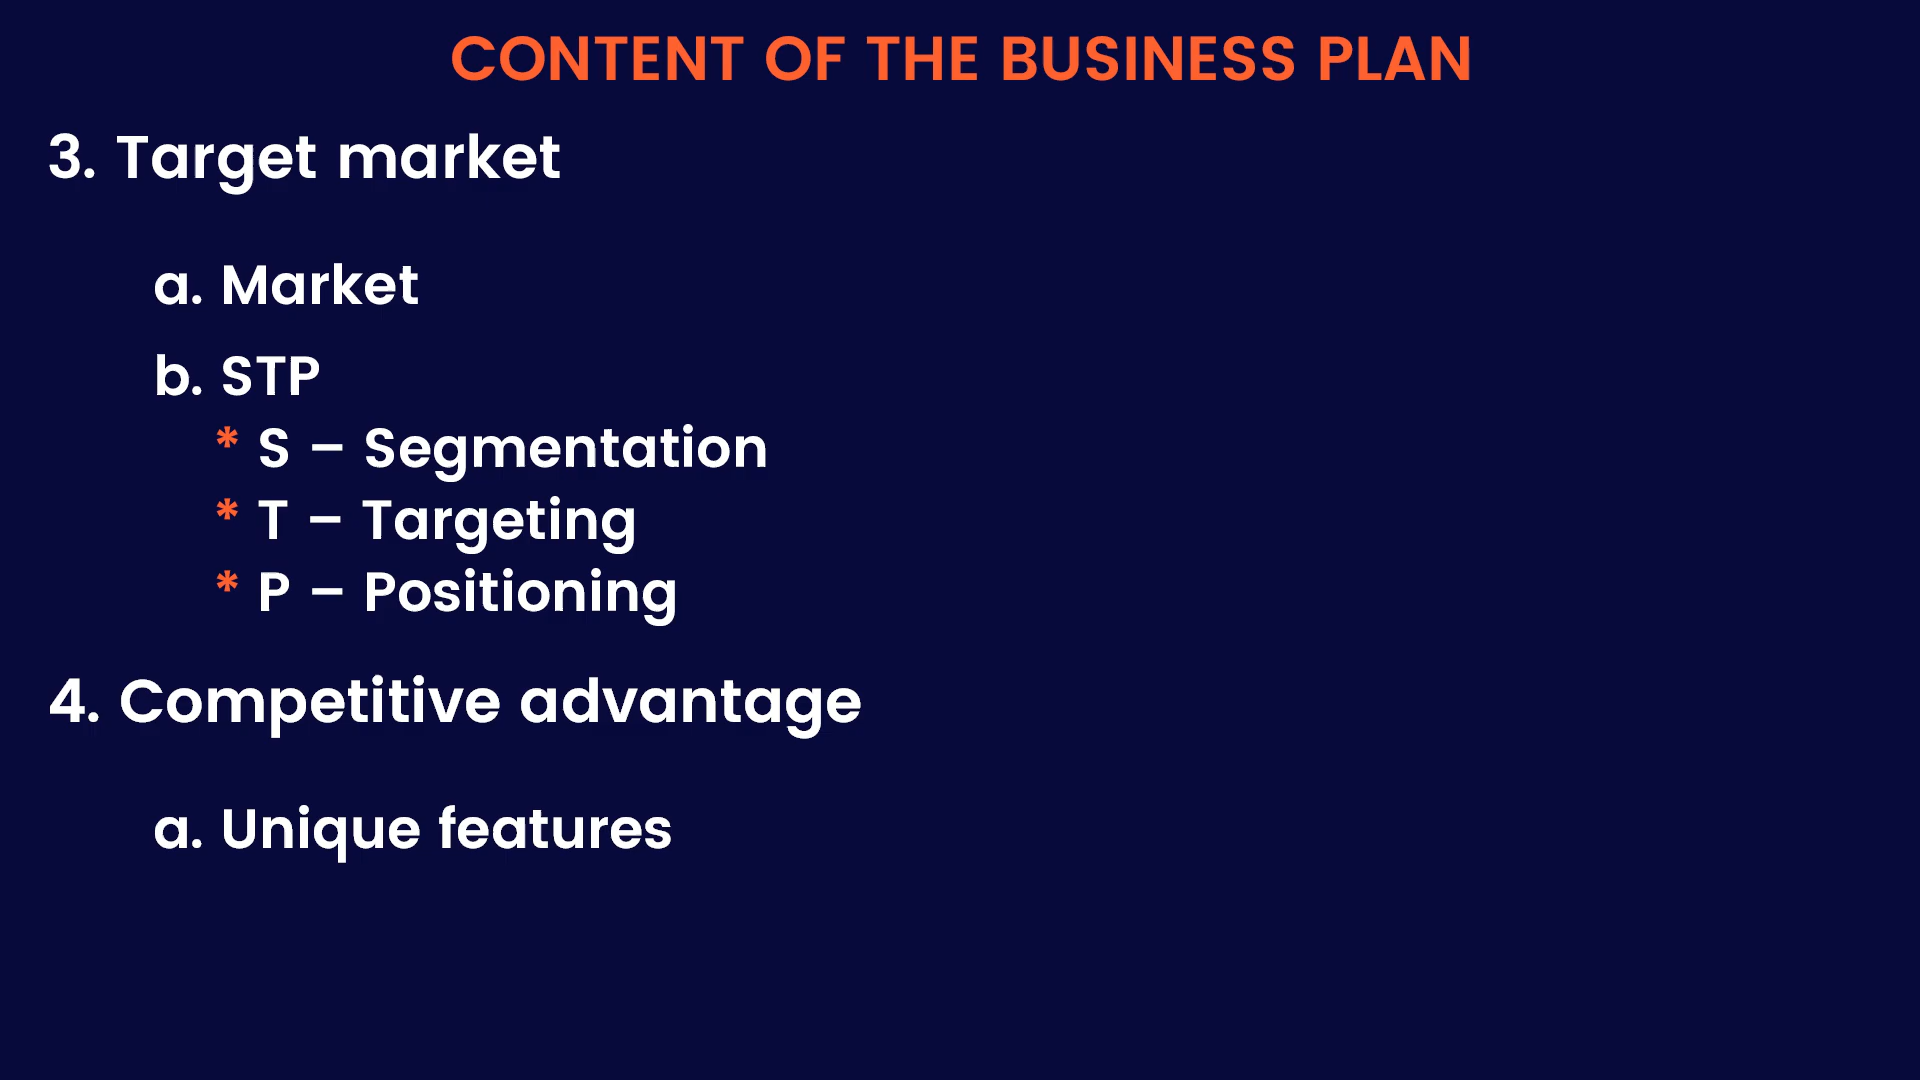 CONTENT OF THE BUSINESS PLAN
3. Target market
a. Market
b. STP
* S – Segmentation
* T – Targeting
* P – Positioning
4. Competitive advantage
a. Unique features